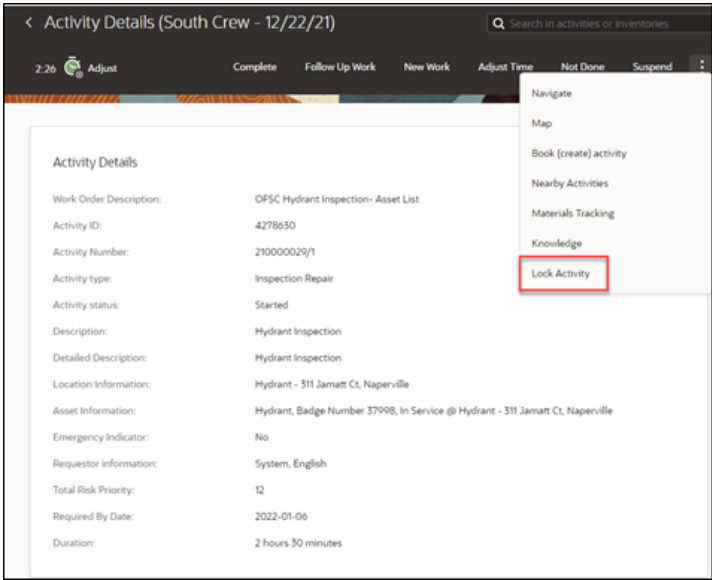 Activity Details (South Crew - 12/22/21)
Search in activities or inventories
2:26 Adjust Complete Follow Up Work New Work Adjust Time Not Done Suspend
Navigate
Map
Book (create) activity
Nearby Activities
Materials Tracking
Knowledge
Lock Activity
Activity Details
Work Order Description: OFSC Hydrant Inspection- Asset List
Activity ID: 4278630
Activity Number: 210000029/1
Activity type: Inspection Repair
Activity status: Started
Description: Hydrant Inspection
Detailed Description: Hydrant Inspection
Location Information: Hydrant - 311 Jamatt Ct, Naperville
Asset Information: Hydrant, Badge Number 37998, In Service @ Hydrant - 311 Jamatt Ct, Naperville
Emergency Indicator: No
Requestor information: System, English
Total Risk Priority: 12
Required By Date: 2022-01-06
Duration: 2 hours 30 minutes